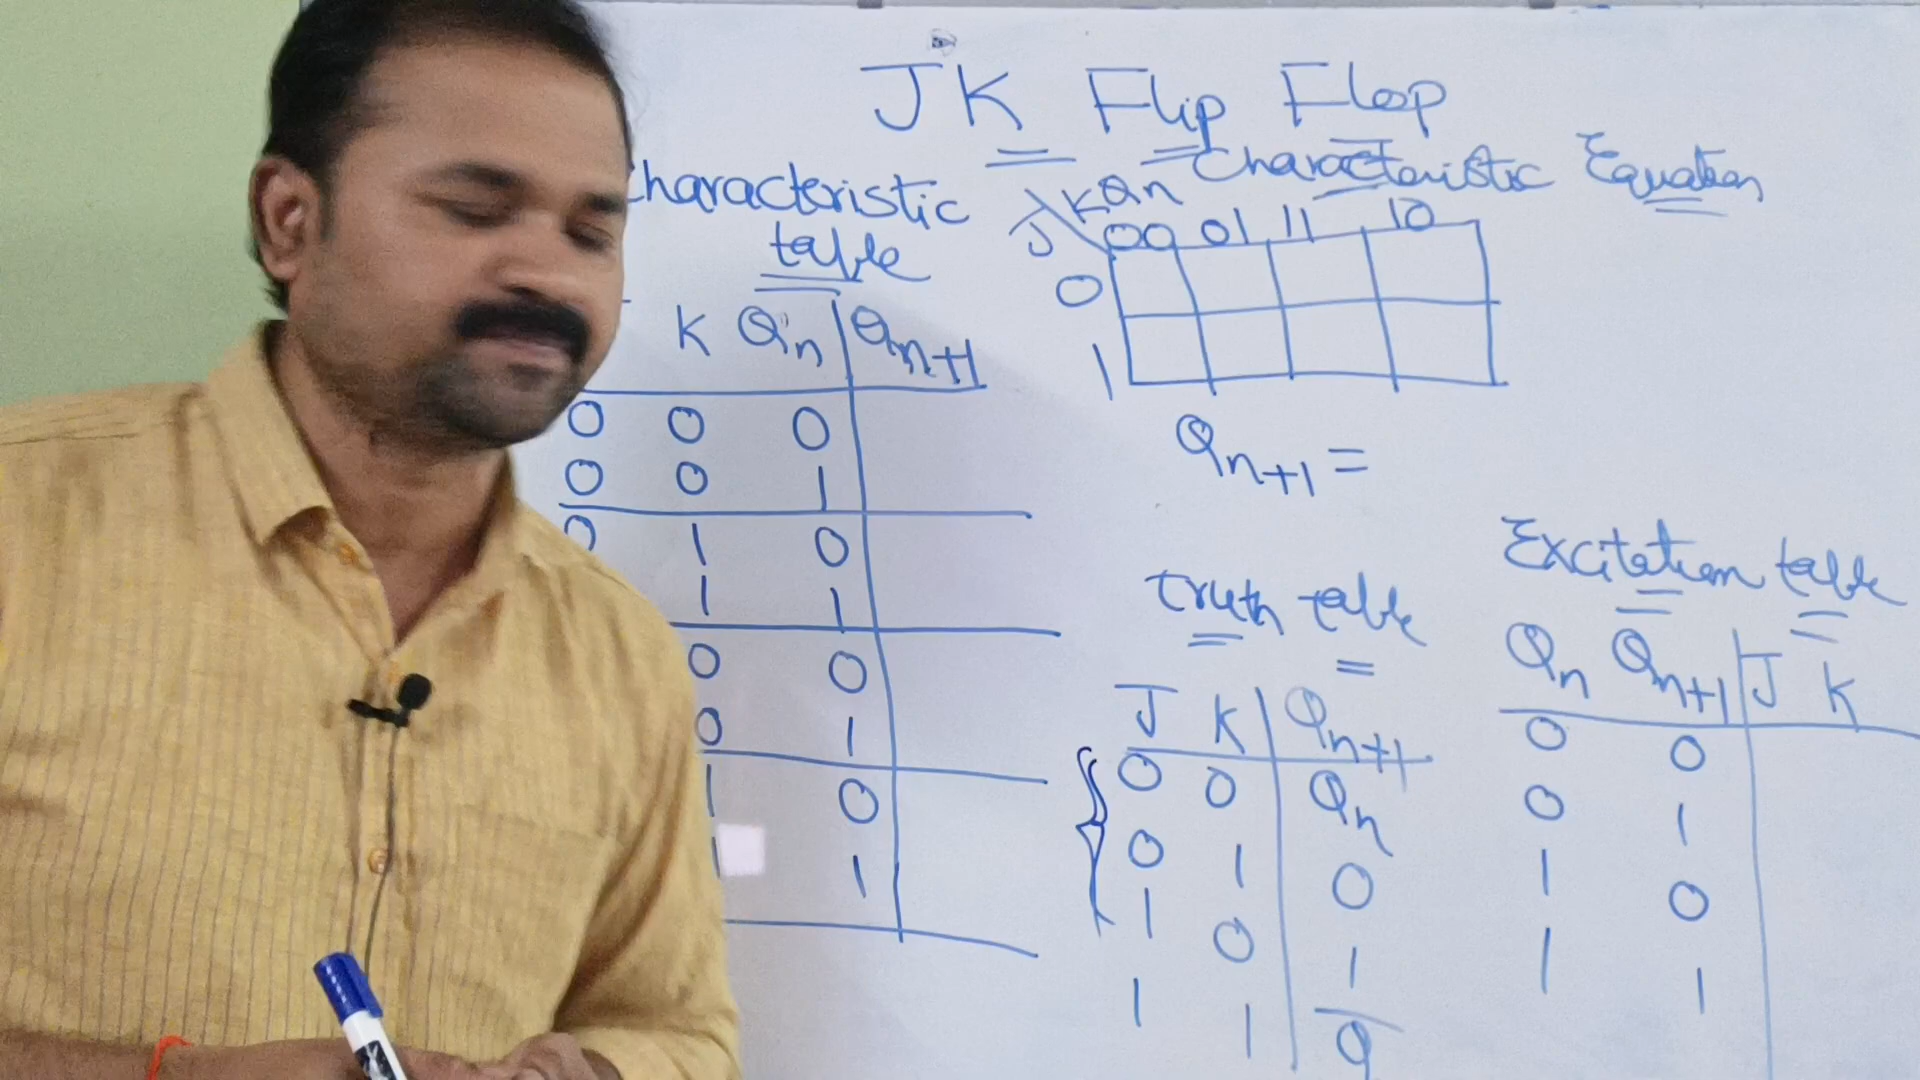 JK Flip Flop
Characteristic table
K Qn Qn+1
0 0 0
0 0 1
0 1 0
1 1
0 0
0 1
1 0
1 1
Characteristic Equation
J KQn
00 01 11 10
0
1
Qn+1 =
Truth table
J K Qn+1
0 0 Qn
0 1 0
1 0 1
1 1 Q̅
Excitation table
Qn Qn+1 J K
0 0
0 1
1 0
1 1